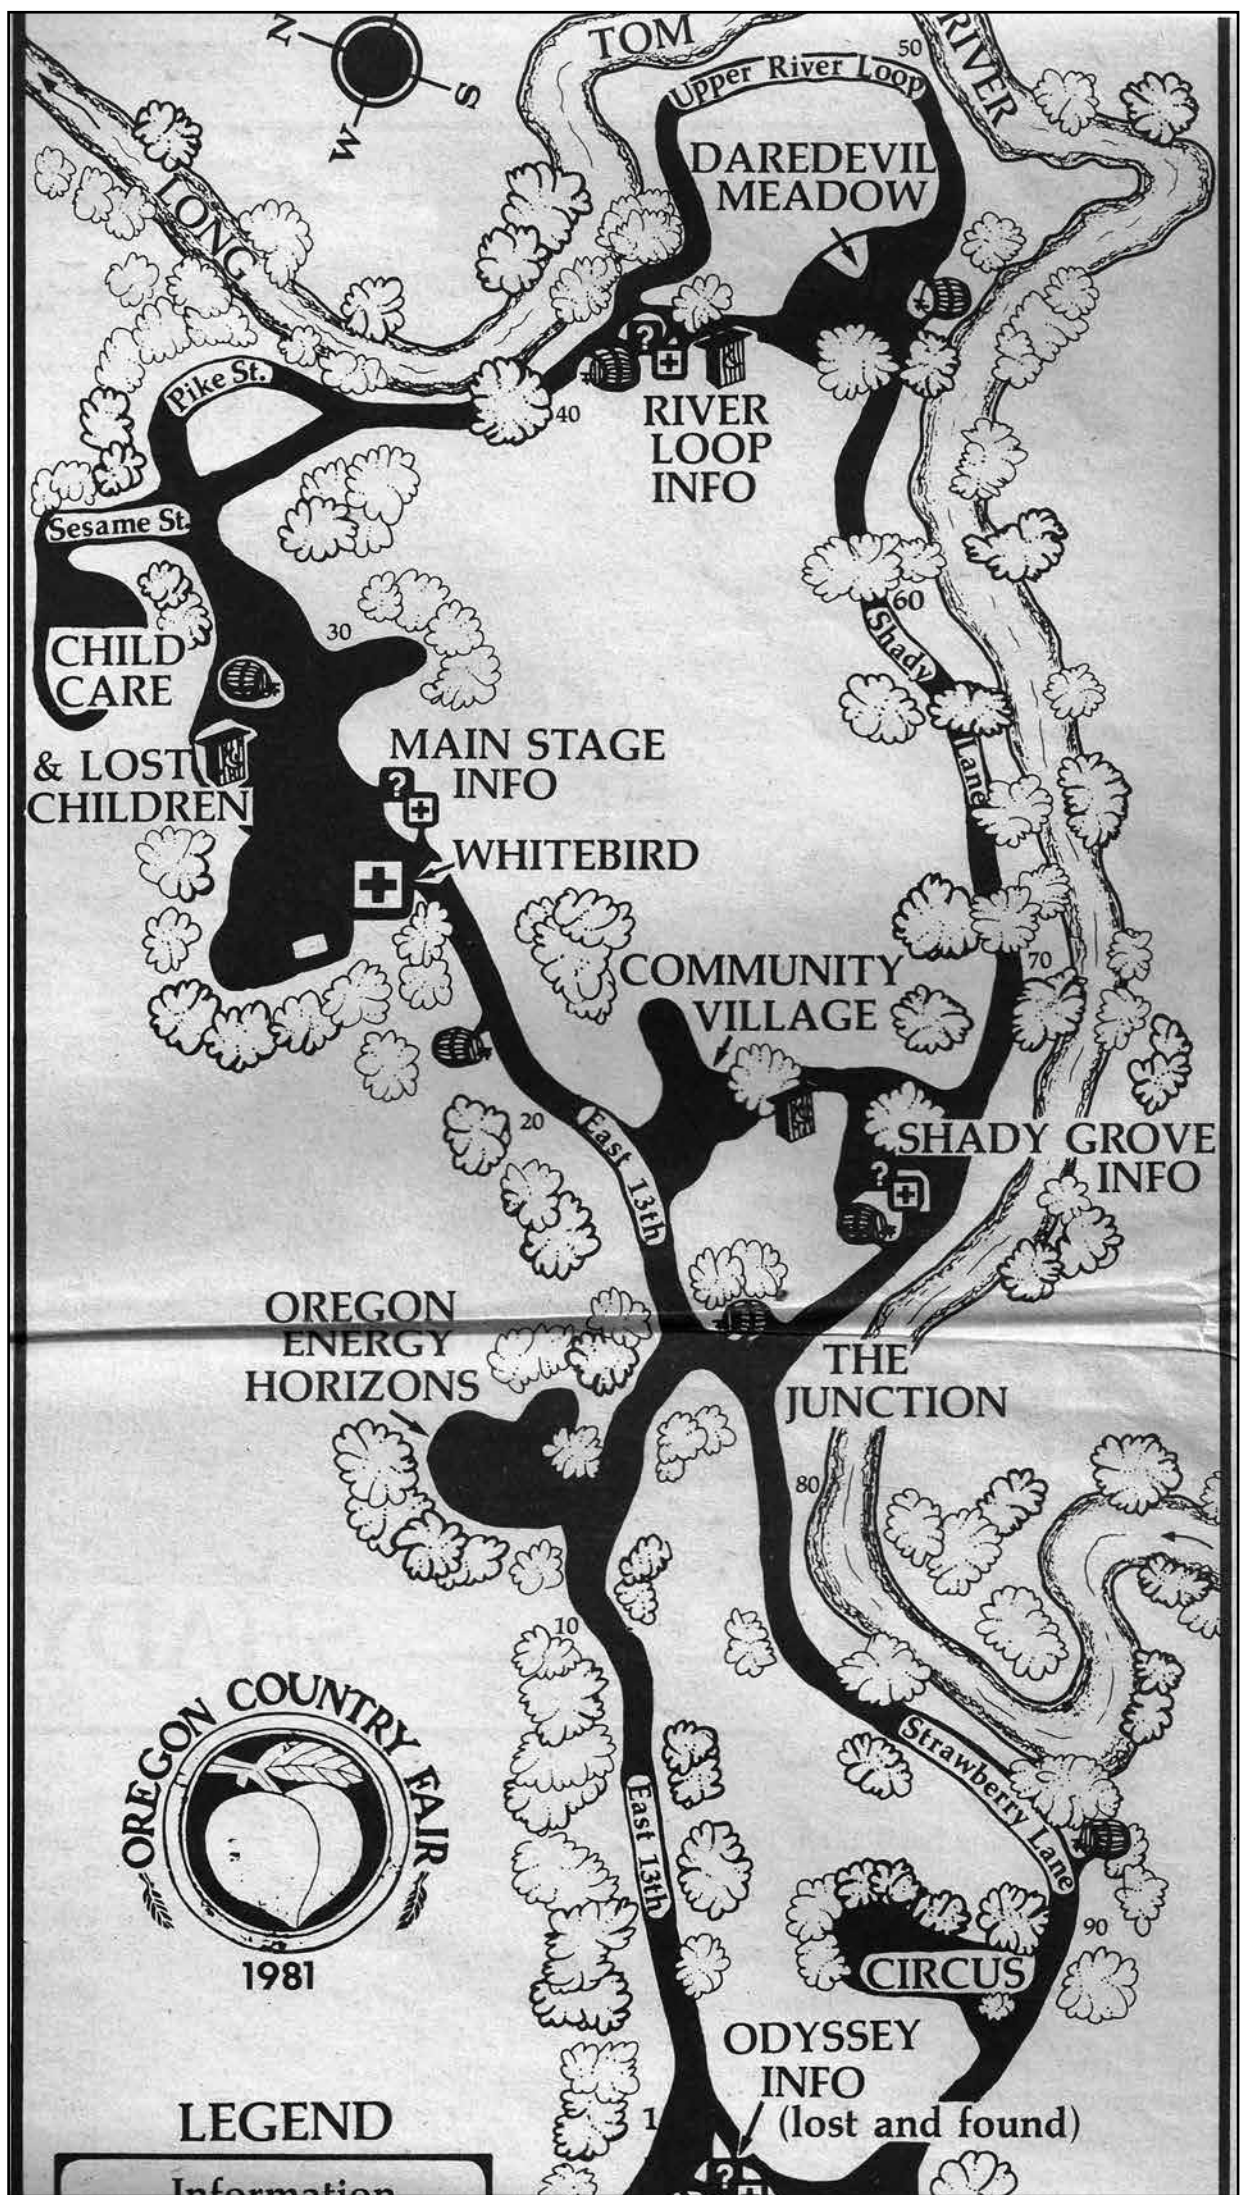 N
S
W
TOM
RIVER
LONG
Upper River Loop
50
DAREDEVIL
MEADOW
?
Pike St.
40
RIVER
LOOP
INFO
Sesame St.
60
Shady
Lane
30
CHILD
CARE
& LOST
CHILDREN
MAIN STAGE
INFO
?
WHITEBIRD
COMMUNITY
VILLAGE
70
20
East 13th
SHADY GROVE
INFO
?
OREGON
ENERGY
HORIZONS
THE
JUNCTION
80
10
OREGON COUNTRY FAIR
1981
East 13th
Strawberry Lane
90
CIRCUS
ODYSSEY
INFO
(lost and found)
1
?
LEGEND
Information